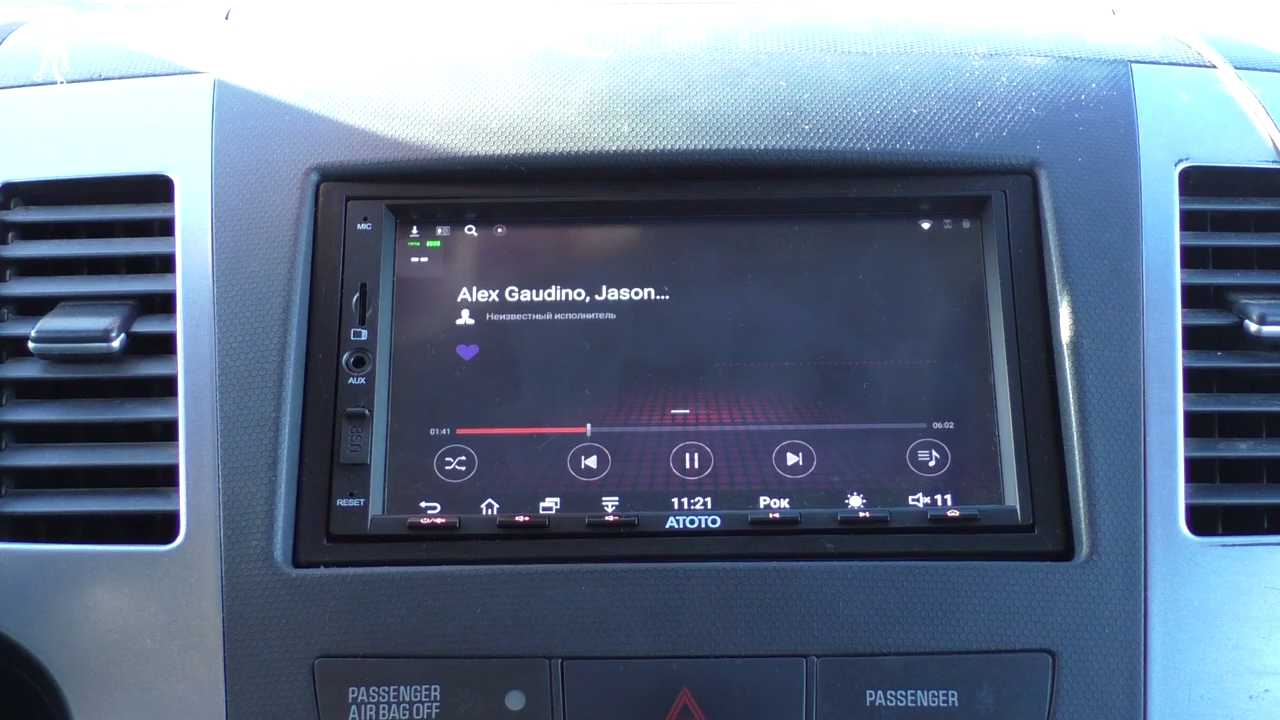 MIC
Alex Gaudino, Jason...
Неизвестный исполнитель
AUX
01:41
06:02
USB
RESET
11:21
Рок
11
ATOTO
PASSENGER
AIR BAG OFF
PASSENGER